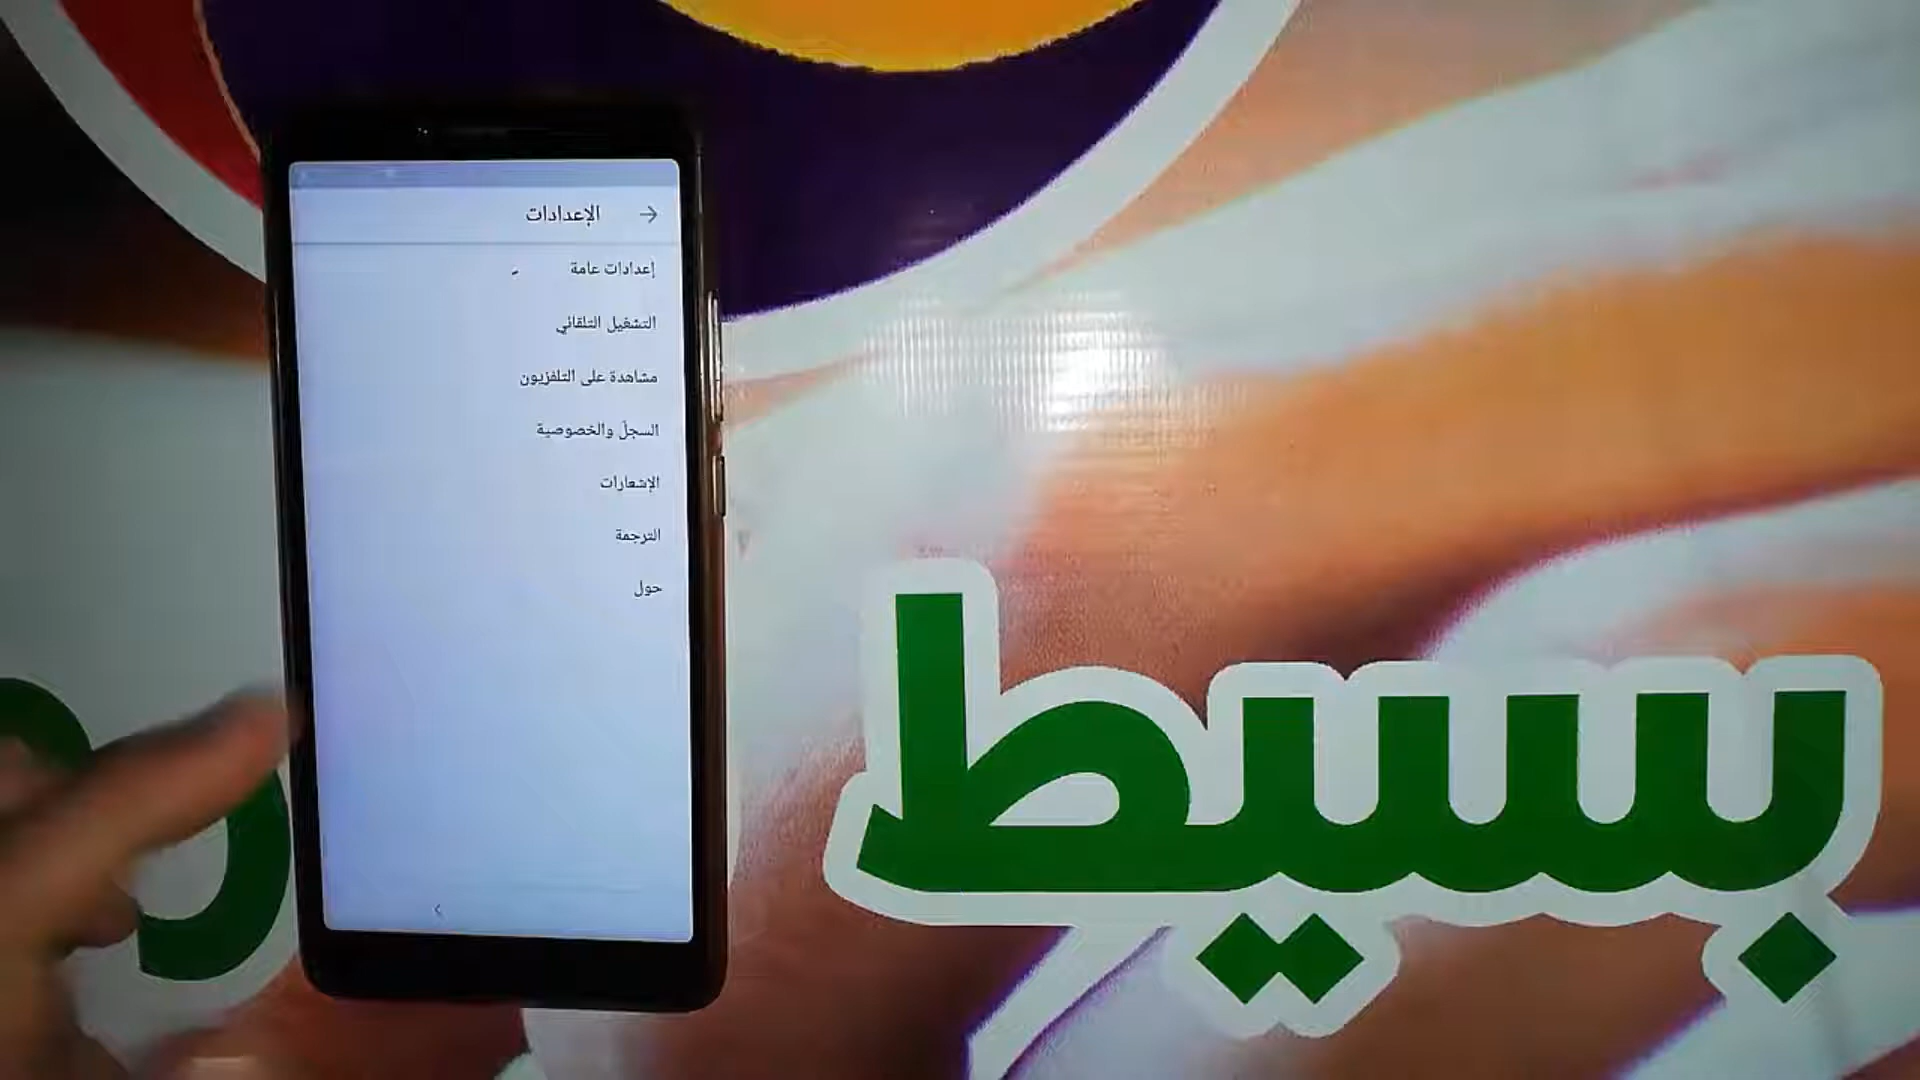 الإعدادات
إعدادات عامة
التشغيل التلقائي
مشاهدة على التلفزيون
السجلّ والخصوصية
الإشعارات
الترجمة
حول
بسيط